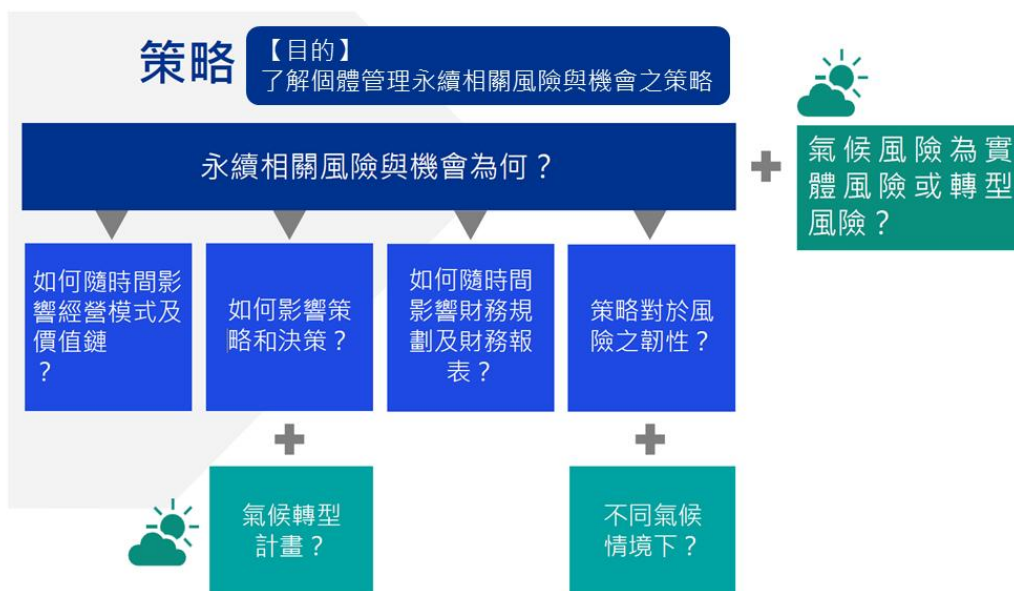 策略
【目的】
了解個體管理永續相關風險與機會之策略
永續相關風險與機會為何？
氣候風險為實
體風險或轉型
風險？
如何隨時間影
響經營模式及
價值鏈
？
如何影響策
略和決策？
如何隨時間
影響財務規
劃及財務報
表？
策略對於風
險之韌性？
氣候轉型
計畫？
不同氣候
情境下？